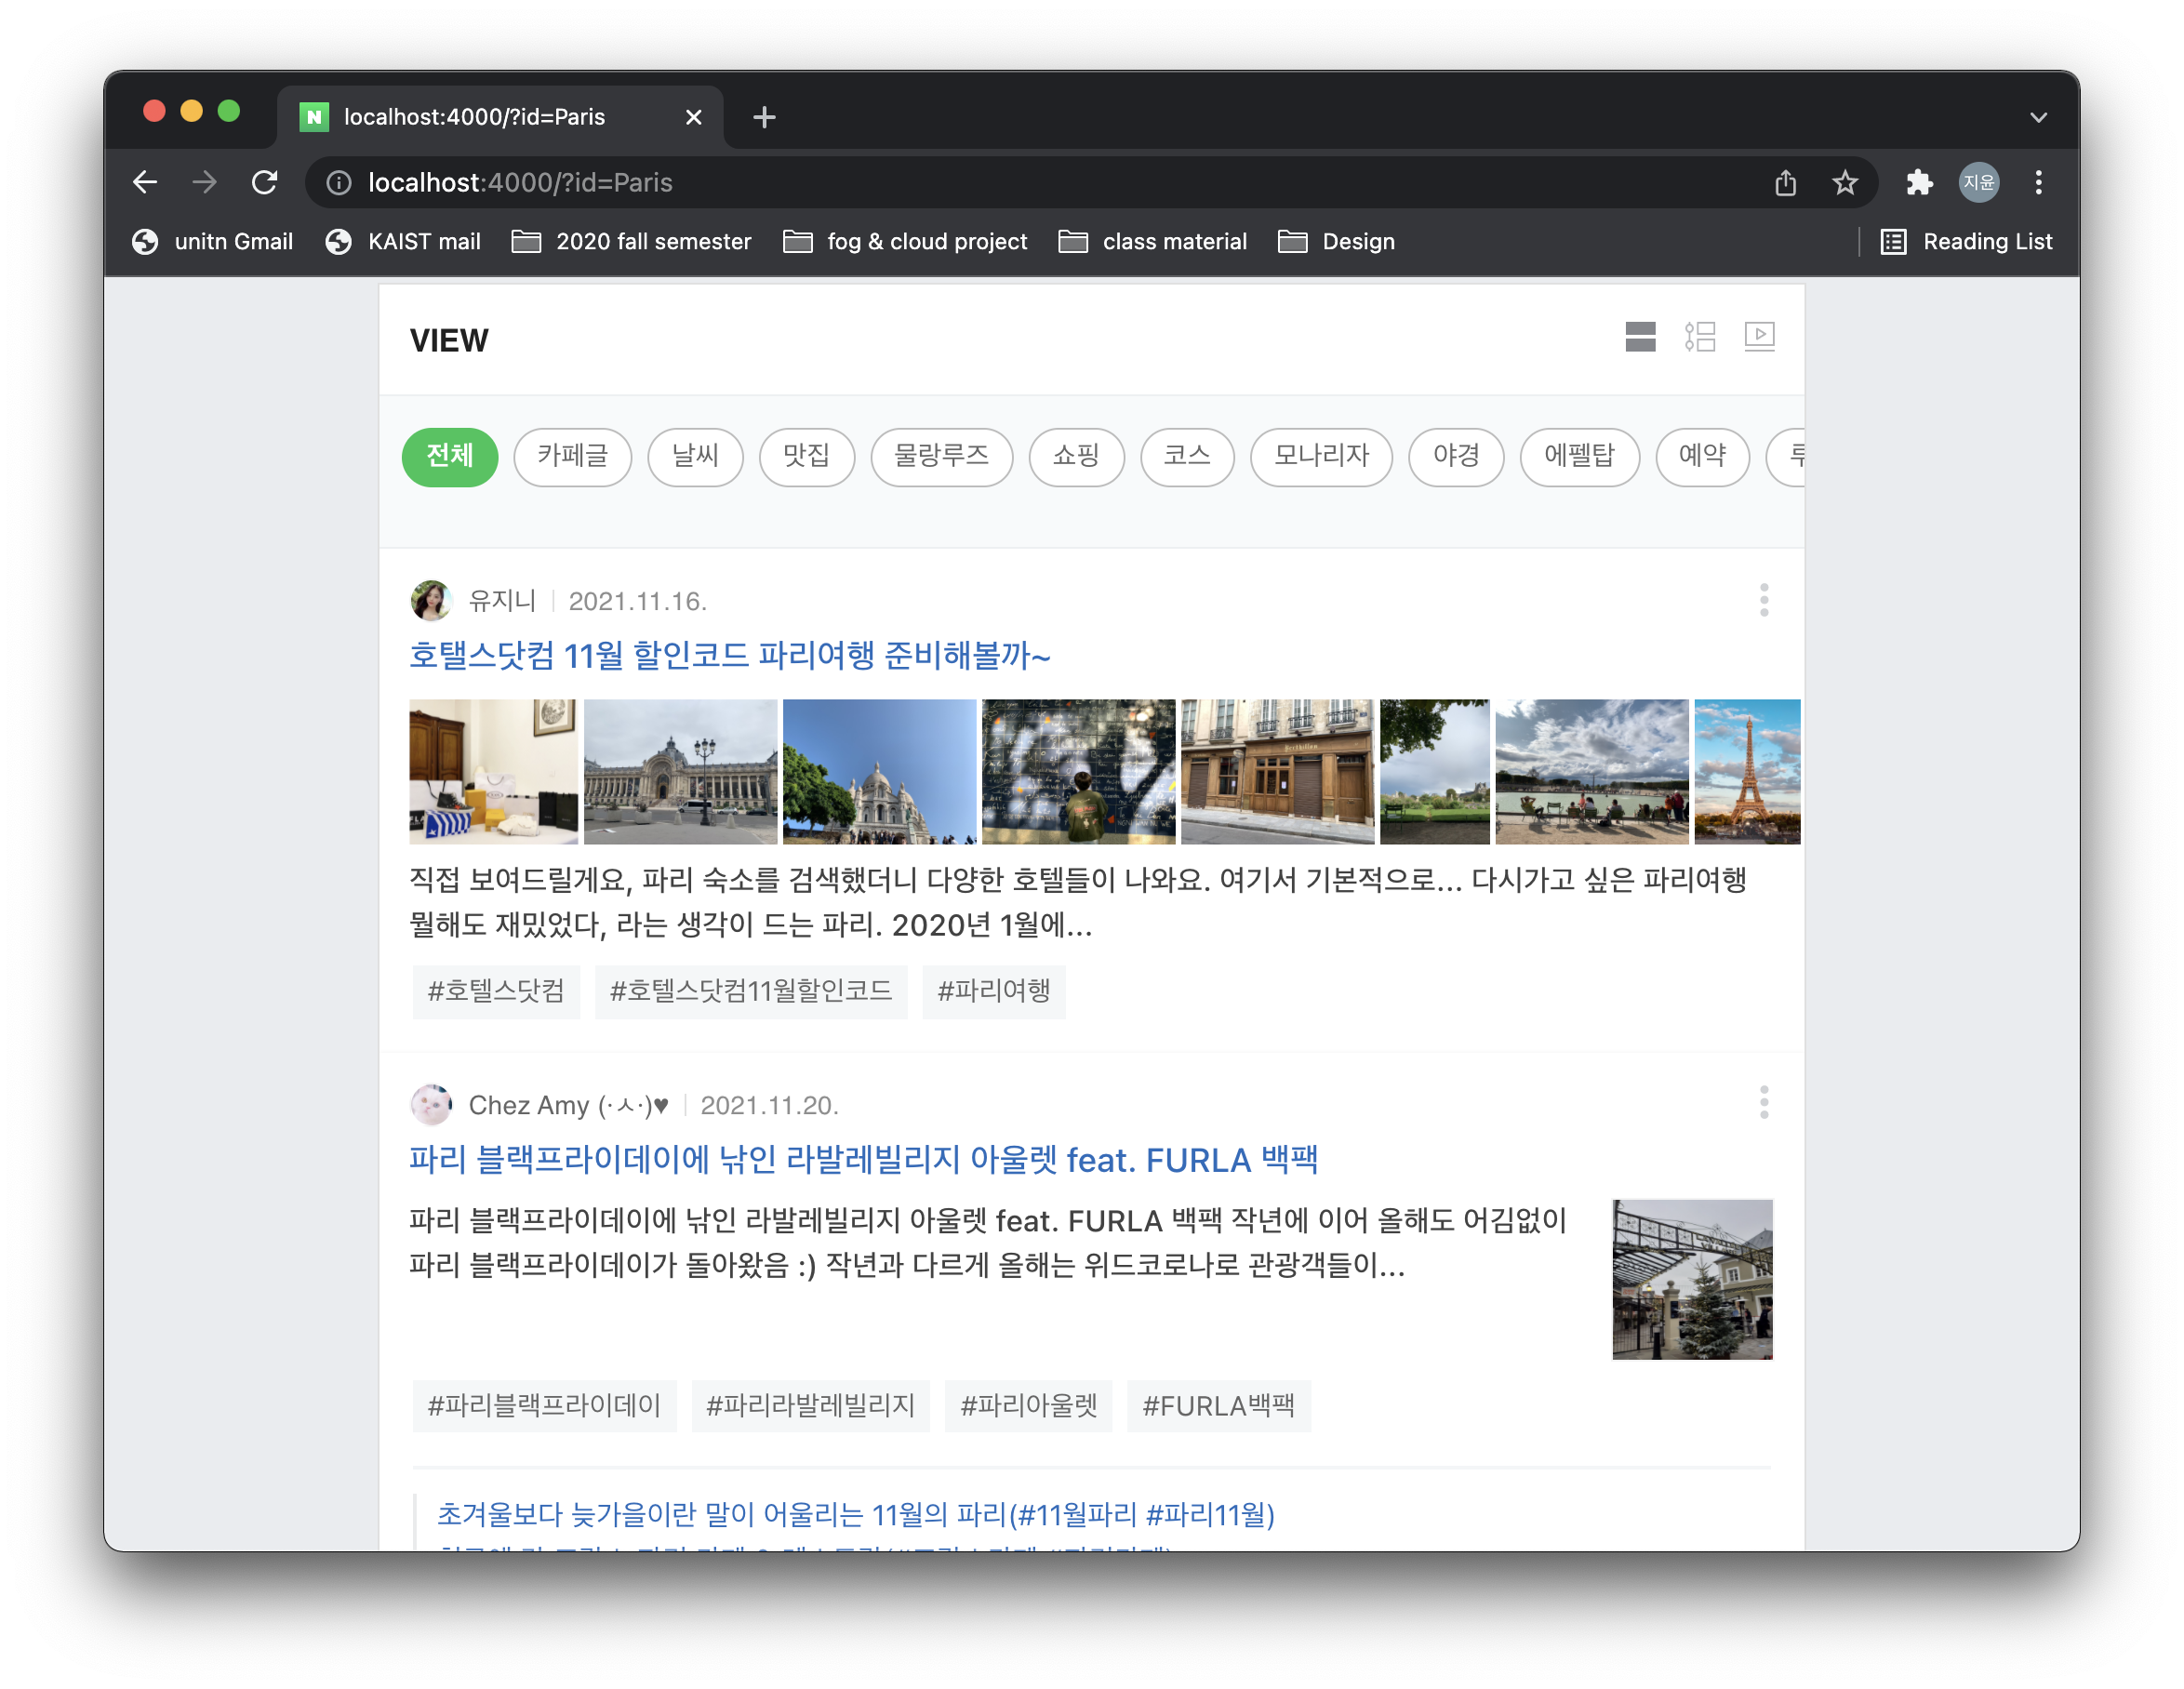 N localhost:4000/?id=Paris
localhost:4000/?id=Paris
지윤
unitn Gmail KAIST mail 2020 fall semester fog & cloud project class material Design Reading List
VIEW
전체 카페글 날씨 맛집 물랑루즈 쇼핑 코스 모나리자 야경 에펠탑 예약
유지니 2021.11.16.
호탤스닷컴 11월 할인코드 파리여행 준비해볼까~
직접 보여드릴게요, 파리 숙소를 검색했더니 다양한 호텔들이 나와요. 여기서 기본적으로... 다시가고 싶은 파리여행
뭘해도 재밌었다, 라는 생각이 드는 파리. 2020년 1월에...
#호텔스닷컴 #호텔스닷컴11월할인코드 #파리여행
Chez Amy (·ㅅ·)♥ 2021.11.20.
파리 블랙프라이데이에 낚인 라발레빌리지 아울렛 feat. FURLA 백팩
파리 블랙프라이데이에 낚인 라발레빌리지 아울렛 feat. FURLA 백팩 작년에 이어 올해도 어김없이
파리 블랙프라이데이가 돌아왔음 :) 작년과 다르게 올해는 위드코로나로 관광객들이...
#파리블랙프라이데이 #파리라발레빌리지 #파리아울렛 #FURLA백팩
초겨울보다 늦가을이란 말이 어울리는 11월의 파리(#11월파리 #파리11월)